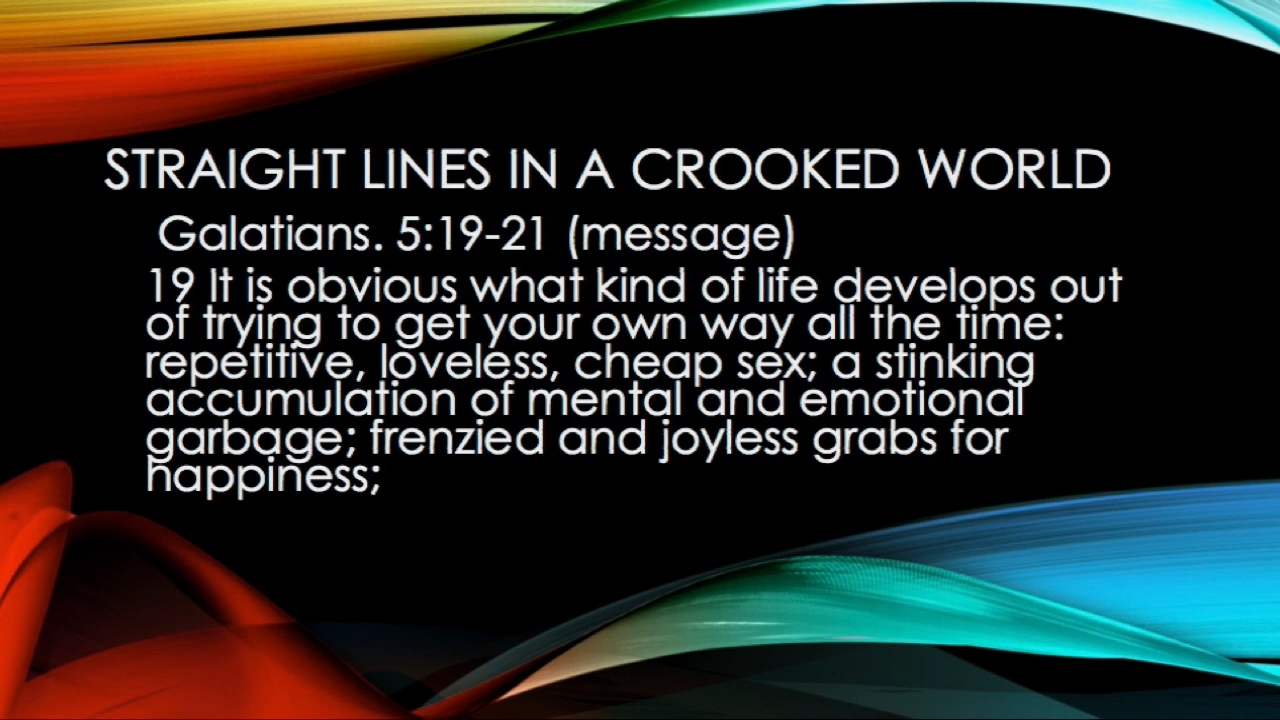 STRAIGHT LINES IN A CROOKED WORLD
Galatians. 5:19-21 (message)
19 It is obvious what kind of life develops out
of trying to get your own way all the time:
repetitive, loveless, cheap sex; a stinking
accumulation of mental and emotional
garbage; frenzied and joyless grabs for
happiness;